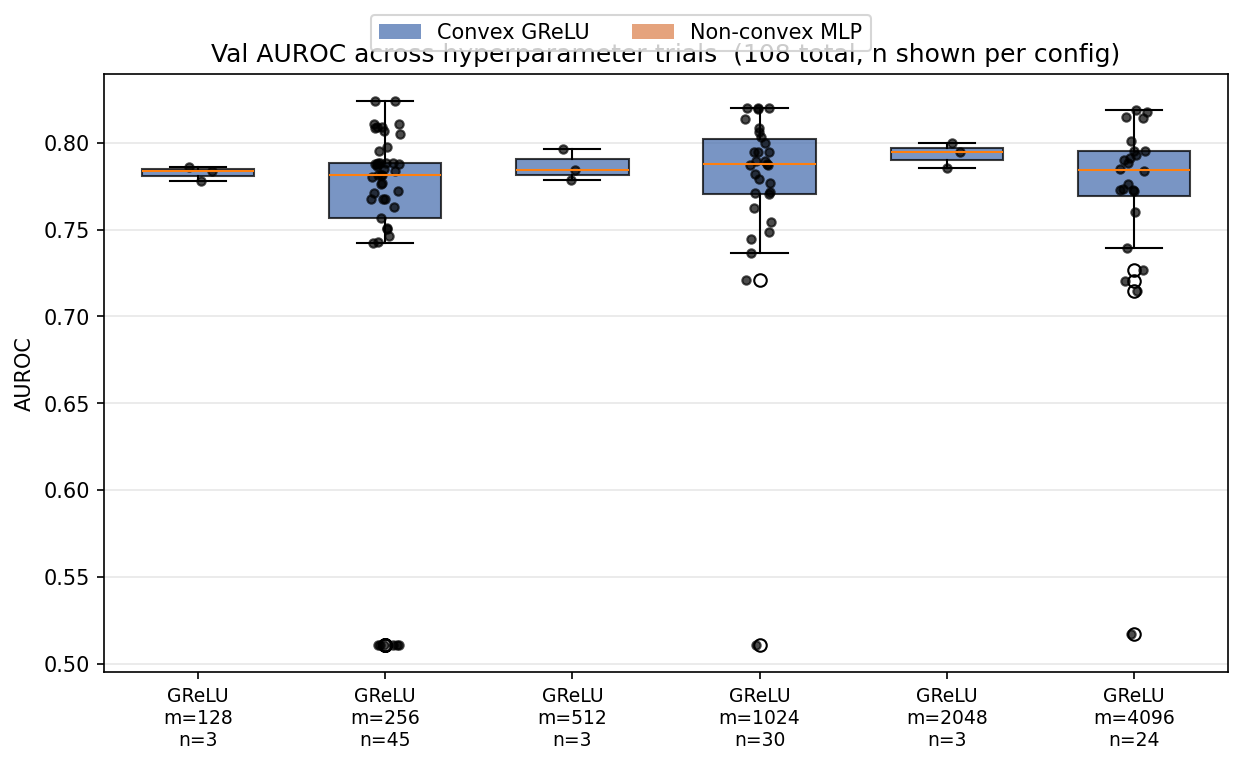 Convex GReLU Non-convex MLP
Val AUROC across hyperparameter trials (108 total, n shown per config)
AUROC
0.80
0.75
0.70
0.65
0.60
0.55
0.50
GReLU GReLU GReLU GReLU GReLU GReLU
m=128 m=256 m=512 m=1024 m=2048 m=4096
n=3 n=45 n=3 n=30 n=3 n=24